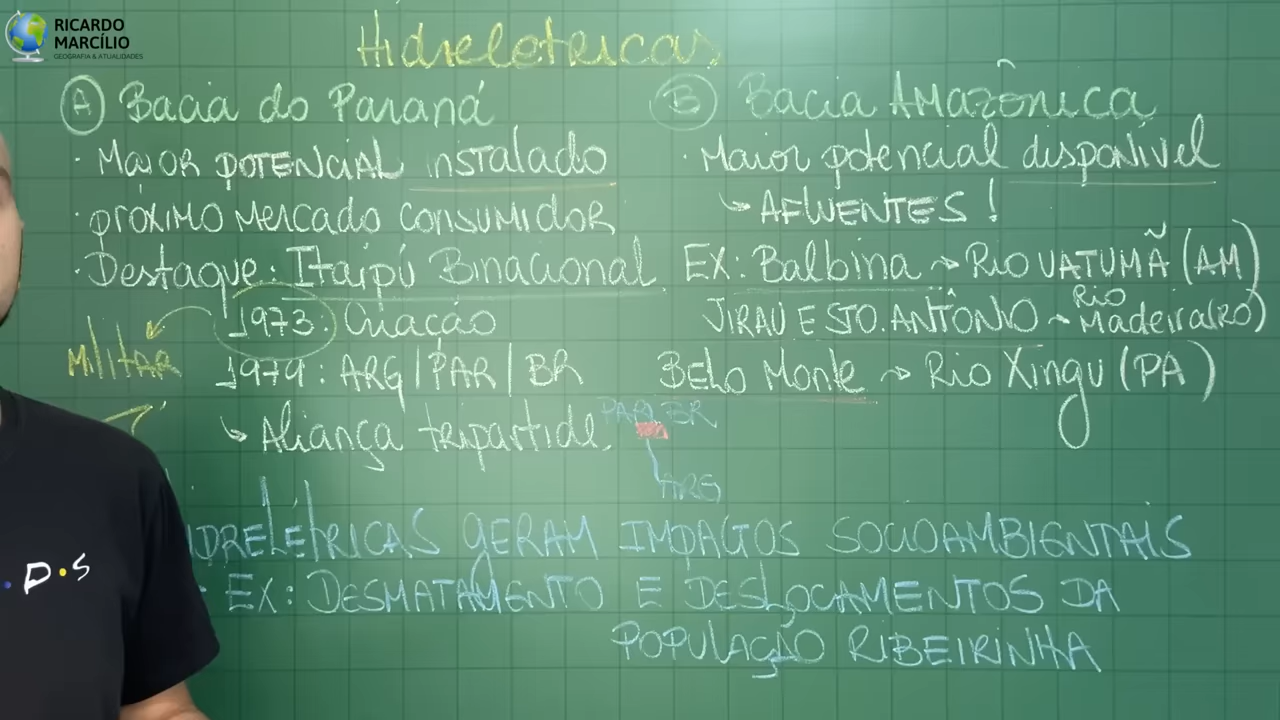 RICARDO
MARCÍLIO
GEOGRAFIA & ATUALIDADES
Hidrelétricas
A Bacia do Paraná
· Maior POTENCIAL instalado
· próximo Mercado consumidor
· Destaque: Itaipú Binacional
1973: Criação
Militar
1979: ARG/PAR/BR
↳ Aliança tripartide
PAR BR
ARG
B Bacia Amazônica
· Maior potencial disponível
↳ AFLUENTES!
EX: Balbina → Rio UATUMÃ (AM)
JIRAU E STO. ANTÔNIO → Rio Madeira (RO)
Belo Monte → Rio Xingu (PA)
IDRELÉTRICAS GERAM IMPACTOS SOCIOAMBIENTAIS
· EX: DESMATAMENTO E DESLOCAMENTOS DA
POPULAÇÃO RIBEIRINHA
D·S